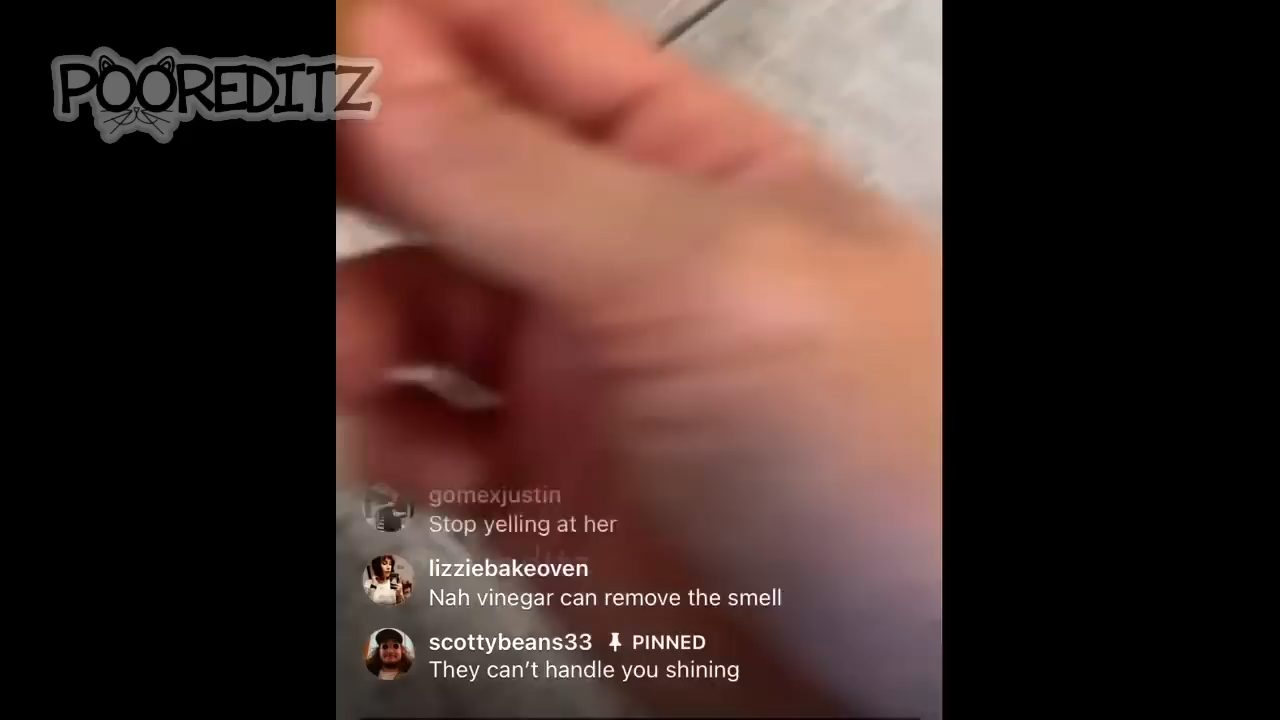 POOREDITZ
gomexjustin
Stop yelling at her
lizziebakeoven
Nah vinegar can remove the smell
scottybeans33 PINNED
They can’t handle you shining